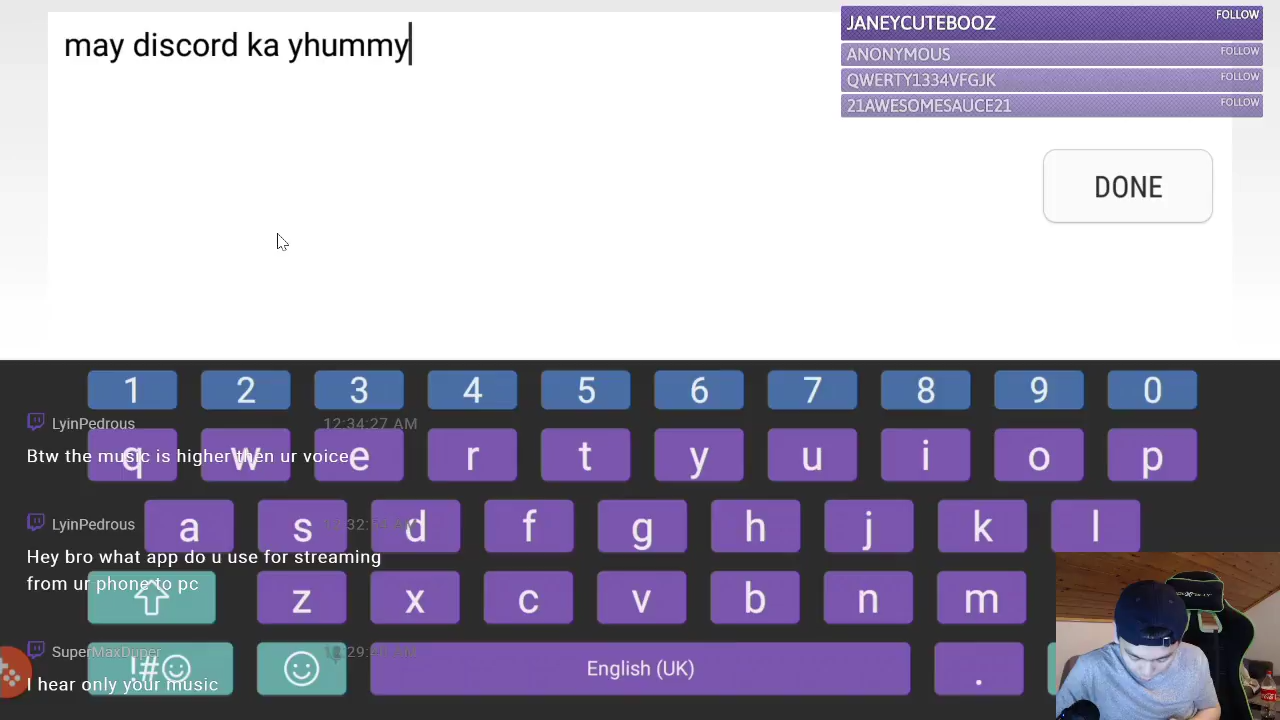 may discord ka yhummy
JANEYCUTEBOOZ FOLLOW
ANONYMOUS FOLLOW
QWERTY1334VFGJK FOLLOW
21AWESOMESAUCE21 FOLLOW
DONE
1 2 3 4 5 6 7 8 9 0
LyinPedrous 12:34:27 AM
q w e r t y u i o p
Btw the music is higher then ur voice
LyinPedrous
a s d f g h j k l
Hey bro what app do u use for streaming
from ur phone to pc
z x c v b n m
SuperMaxDuper
!#☺ English (UK) .
I hear only your music